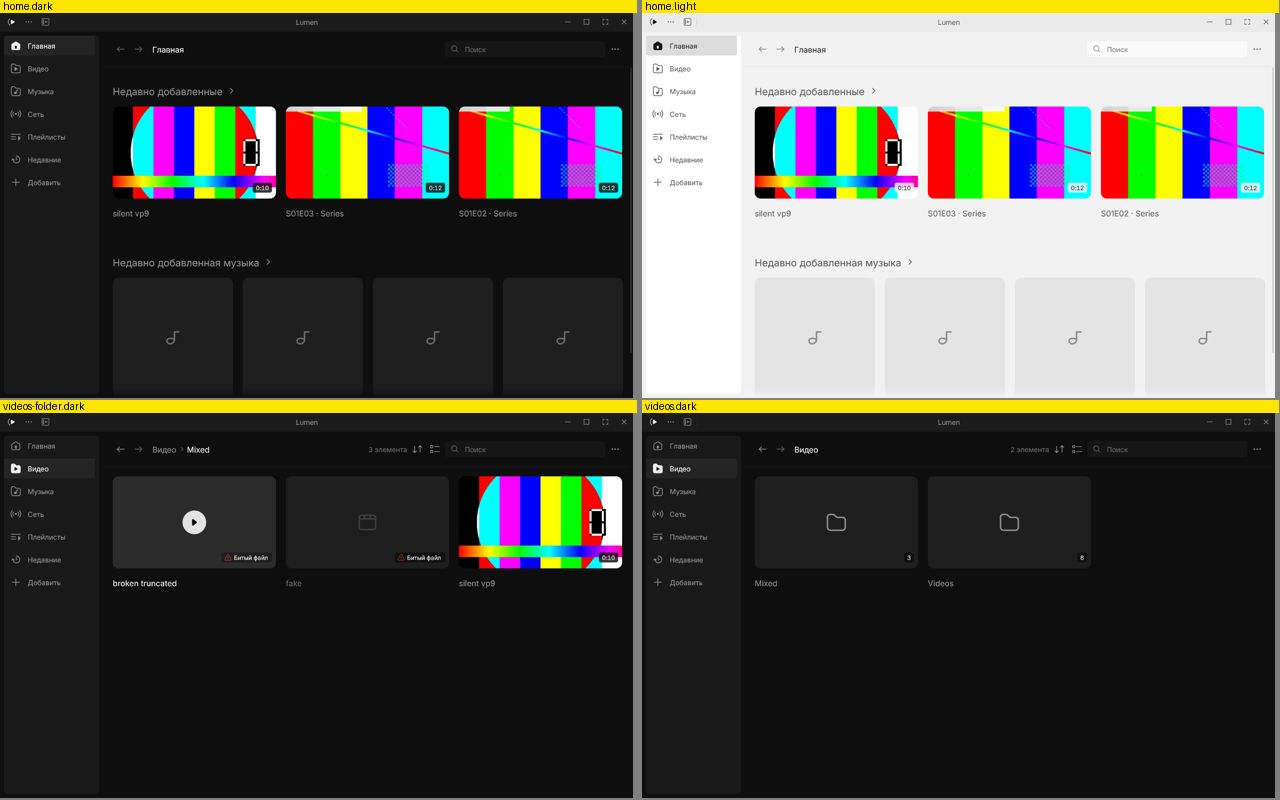 home.dark
Lumen
Главная
Видео
Музыка
Сеть
Плейлисты
Недавние
Добавить
Главная
Поиск
Недавно добавленные
0:10
0:12
0:12
silent vp9
S01E03 · Series
S01E02 · Series
Недавно добавленная музыка
home.light
Lumen
Главная
Видео
Музыка
Сеть
Плейлисты
Недавние
Добавить
Главная
Поиск
Недавно добавленные
0:10
0:12
0:12
silent vp9
S01E03 · Series
S01E02 · Series
Недавно добавленная музыка
videos-folder.dark
Lumen
Главная
Видео
Музыка
Сеть
Плейлисты
Недавние
Добавить
Видео › Mixed
3 элемента
Поиск
Битый файл
Битый файл
0:10
broken truncated
fake
silent vp9
videos.dark
Lumen
Главная
Видео
Музыка
Сеть
Плейлисты
Недавние
Добавить
Видео
2 элемента
Поиск
3
6
Mixed
Videos